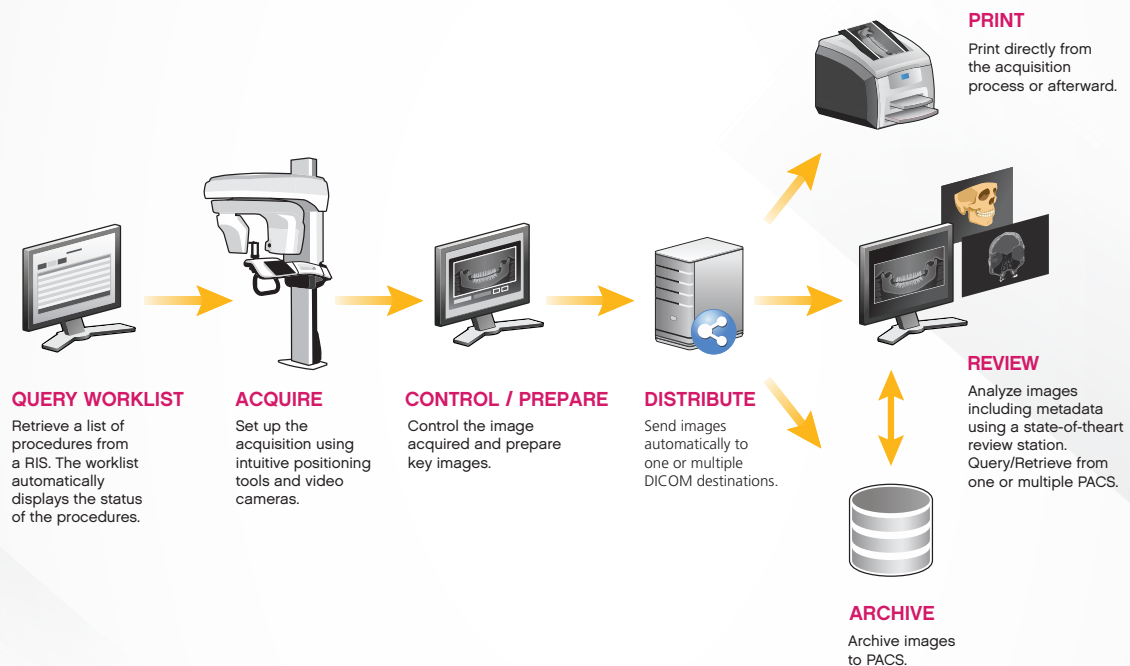 PRINT
Print directly from
the acquisition
process or afterward.
QUERY WORKLIST
Retrieve a list of
procedures from
a RIS. The worklist
automatically
displays the status
of the procedures.
ACQUIRE
Set up the
acquisition using
intuitive positioning
tools and video
cameras.
CONTROL / PREPARE
Control the image
acquired and prepare
key images.
DISTRIBUTE
Send images
automatically to
one or multiple
DICOM destinations.
REVIEW
Analyze images
including metadata
using a state-of-theart
review station.
Query/Retrieve from
one or multiple PACS.
ARCHIVE
Archive images
to PACS.